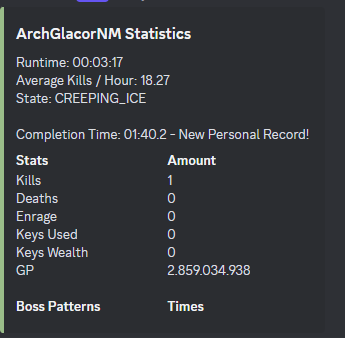 ArchGlacorNM Statistics
Runtime: 00:03:17
Average Kills / Hour: 18.27
State: CREEPING_ICE
Completion Time: 01:40.2 - New Personal Record!
Stats Amount
Kills 1
Deaths 0
Enrage 0
Keys Used 0
Keys Wealth 0
GP 2.859.034.938
Boss Patterns Times